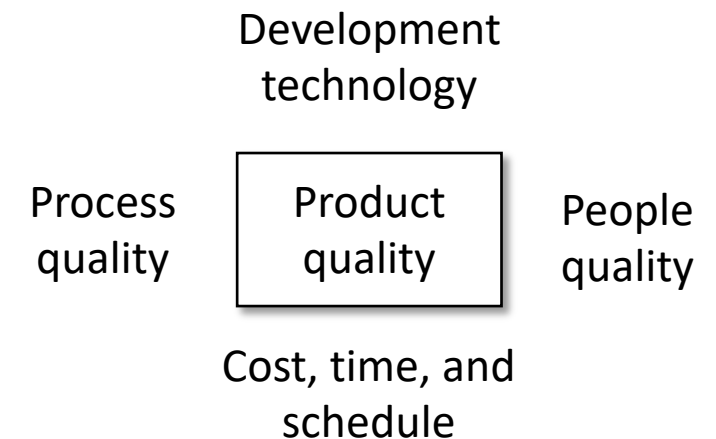 Development
technology
Process
quality
Product
quality
People
quality
Cost, time, and
schedule